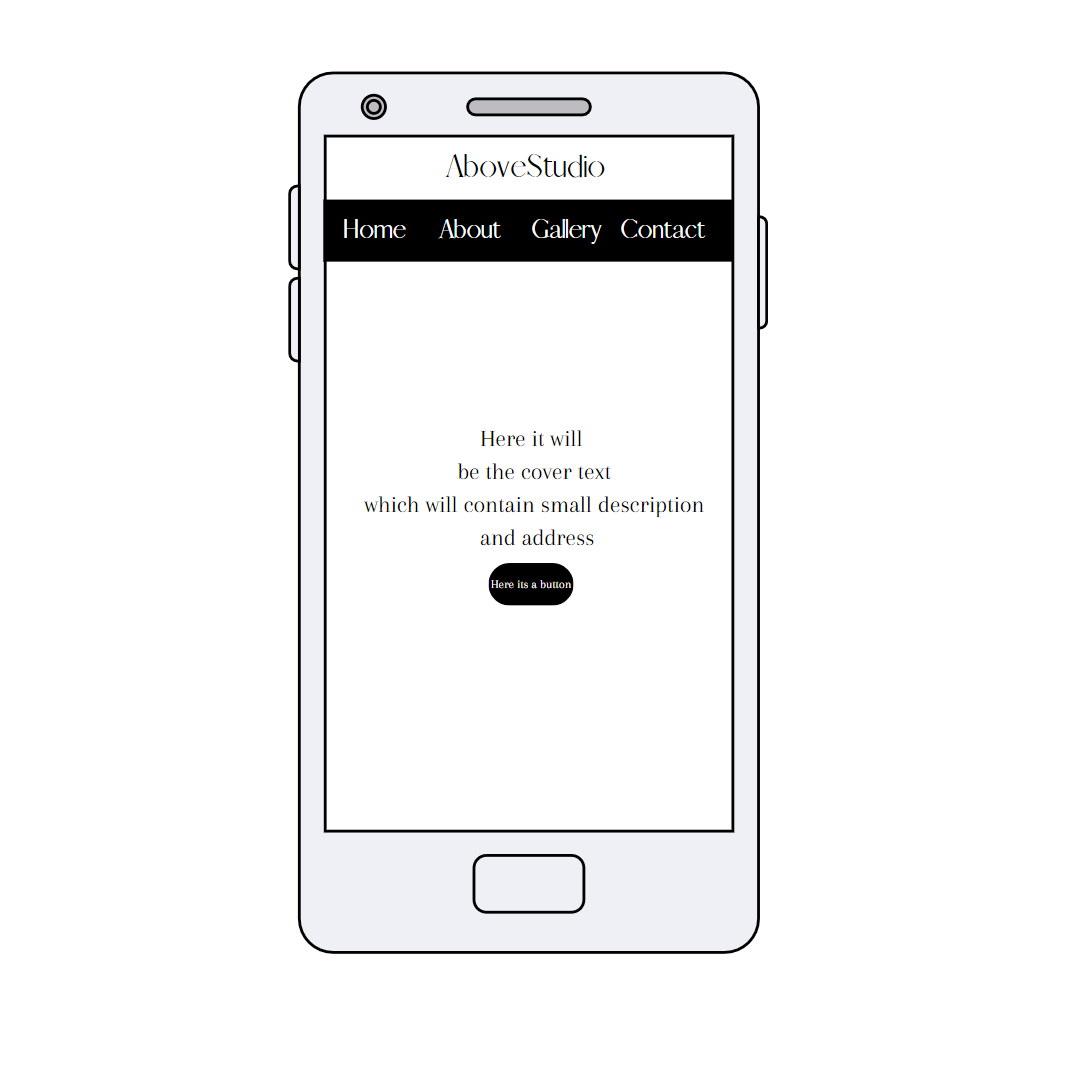 AboveStudio
Home About Gallery Contact
Here it will
be the cover text
which will contain small description
and address
Here its a button